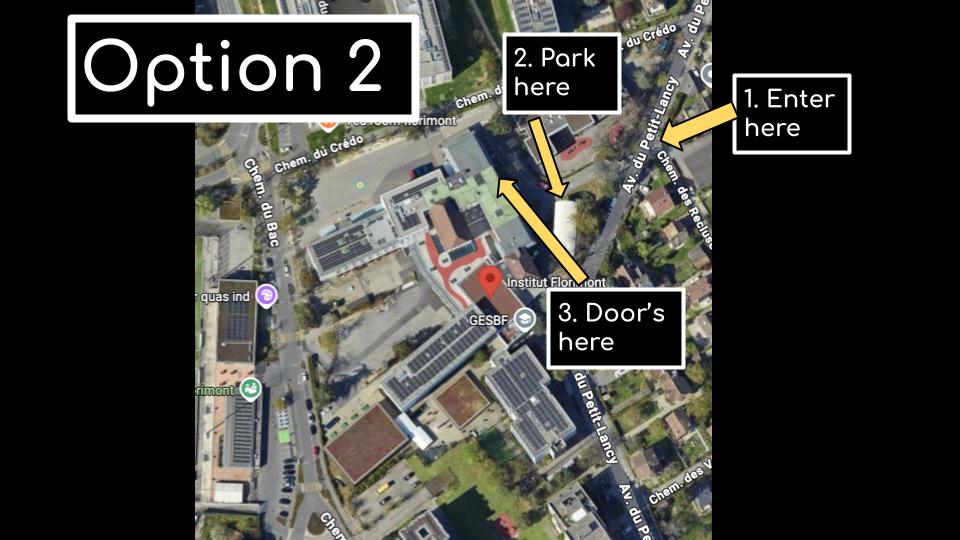 Option 2
2. Park
here
1. Enter
here
3. Door's
here
du Crédo
Av. du Pe
Chem. d
Florimont
Chem. du Crédo
Av. du Petit-Lancy
Chem. du Bac
Chem. des Recluse
Institut Florimont
r quas ind
GESBF
rimont
du Petit-Lancy
Chem. des V
Av. du Pe
Chem